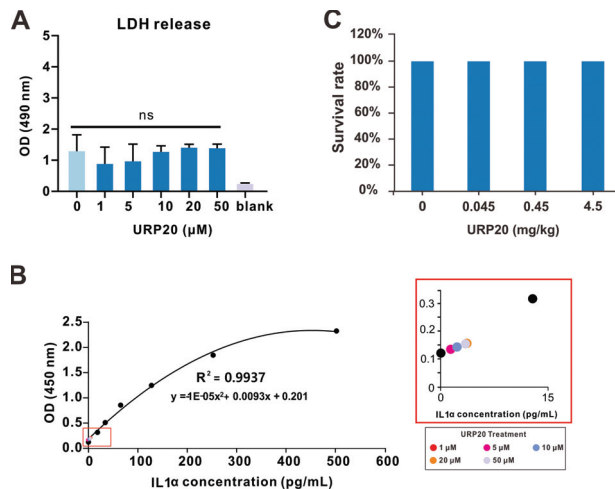 A
LDH release
OD (490 nm)
5
4
3
2
1
0
ns
0 1 5 10 20 50 blank
URP20 (μM)
C
Survival rate
120%
100%
80%
60%
40%
20%
0%
0 0.045 0.45 4.5
URP20 (mg/kg)
B
OD (450 nm)
2.5
2.0
1.5
1.0
0.5
0.0
R² = 0.9937
y =4E-05x²+ 0.0093x + 0.201
0 100 200 300 400 500 600
IL1α concentration (pg/mL)
0.3
0.2
0.1
0
0 15
IL1α concentration (pg/mL)
URP20 Treatment
1 μM 5 μM 10 μM
20 μM 50 μM